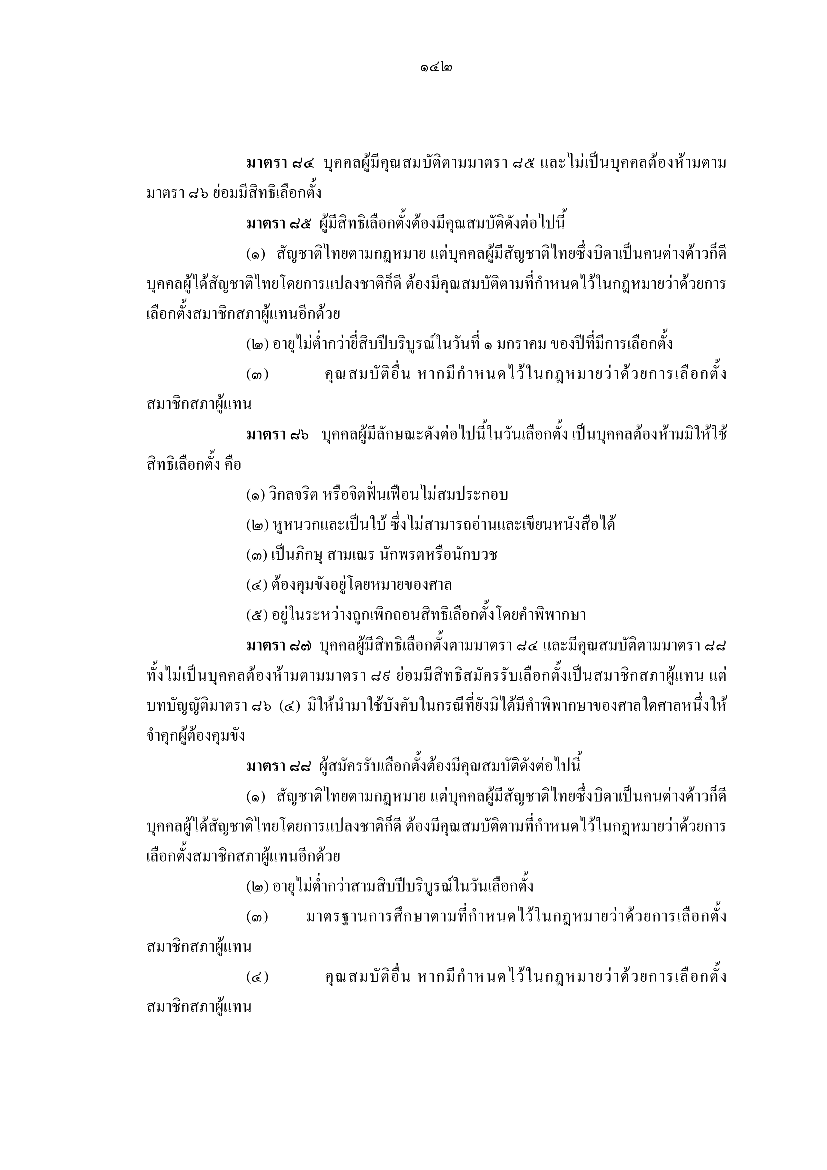 ๑๔๒
มาตรา ๘๔ บุคคลผู้มีคุณสมบัติตามมาตรา ๘๕ และไม่เป็นบุคคลต้องห้ามตาม
มาตรา ๘๖ ย่อมมีสิทธิเลือกตั้ง
มาตรา ๘๕ ผู้มีสิทธิเลือกตั้งต้องมีคุณสมบัติดังต่อไปนี้
(๑) สัญชาติไทยตามกฎหมาย แต่บุคคลผู้มีสัญชาติไทยซึ่งบิดาเป็นคนต่างด้าวก็ดี
บุคคลผู้ได้สัญชาติไทยโดยการแปลงชาติก็ดี ต้องมีคุณสมบัติตามที่กำหนดไว้ในกฎหมายว่าด้วยการ
เลือกตั้งสมาชิกสภาผู้แทนอีกด้วย
(๒) อายุไม่ต่ำกว่ายี่สิบปีบริบูรณ์ในวันที่ ๑ มกราคม ของปีที่มีการเลือกตั้ง
(๓) คุณสมบัติอื่น หากมีกำหนดไว้ในกฎหมายว่าด้วยการเลือกตั้ง
สมาชิกสภาผู้แทน
มาตรา ๘๖ บุคคลผู้มีลักษณะดังต่อไปนี้ในวันเลือกตั้ง เป็นบุคคลต้องห้ามมิให้ใช้
สิทธิเลือกตั้ง คือ
(๑) วิกลจริต หรือจิตฟั่นเฟือนไม่สมประกอบ
(๒) หูหนวกและเป็นใบ้ ซึ่งไม่สามารถอ่านและเขียนหนังสือได้
(๓) เป็นภิกษุ สามเณร นักพรตหรือนักบวช
(๔) ต้องคุมขังอยู่โดยหมายของศาล
(๕) อยู่ในระหว่างถูกเพิกถอนสิทธิเลือกตั้งโดยคำพิพากษา
มาตรา ๘๗ บุคคลผู้มีสิทธิเลือกตั้งตามมาตรา ๘๔ และมีคุณสมบัติตามมาตรา ๘๘
ทั้งไม่เป็นบุคคลต้องห้ามตามมาตรา ๘๙ ย่อมมีสิทธิสมัครรับเลือกตั้งเป็นสมาชิกสภาผู้แทน แต่
บทบัญญัติมาตรา ๘๖ (๔) มิให้นำมาใช้บังคับในกรณีที่ยังมิได้มีคำพิพากษาของศาลใดศาลหนึ่งให้
จำคุกผู้ต้องคุมขัง
มาตรา ๘๘ ผู้สมัครรับเลือกตั้งต้องมีคุณสมบัติดังต่อไปนี้
(๑) สัญชาติไทยตามกฎหมาย แต่บุคคลผู้มีสัญชาติไทยซึ่งบิดาเป็นคนต่างด้าวก็ดี
บุคคลผู้ได้สัญชาติไทยโดยการแปลงชาติก็ดี ต้องมีคุณสมบัติตามที่กำหนดไว้ในกฎหมายว่าด้วยการ
เลือกตั้งสมาชิกสภาผู้แทนอีกด้วย
(๒) อายุไม่ต่ำกว่าสามสิบปีบริบูรณ์ในวันเลือกตั้ง
(๓) มาตรฐานการศึกษาตามที่กำหนดไว้ในกฎหมายว่าด้วยการเลือกตั้ง
สมาชิกสภาผู้แทน
(๔) คุณสมบัติอื่น หากมีกำหนดไว้ในกฎหมายว่าด้วยการเลือกตั้ง
สมาชิกสภาผู้แทน